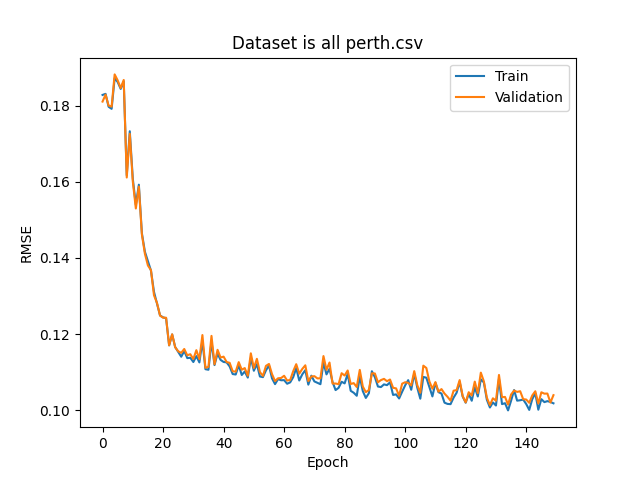 Dataset is all perth.csv
Train
Validation
RMSE
0.18
0.16
0.14
0.12
0.10
0 20 40 60 80 100 120 140
Epoch